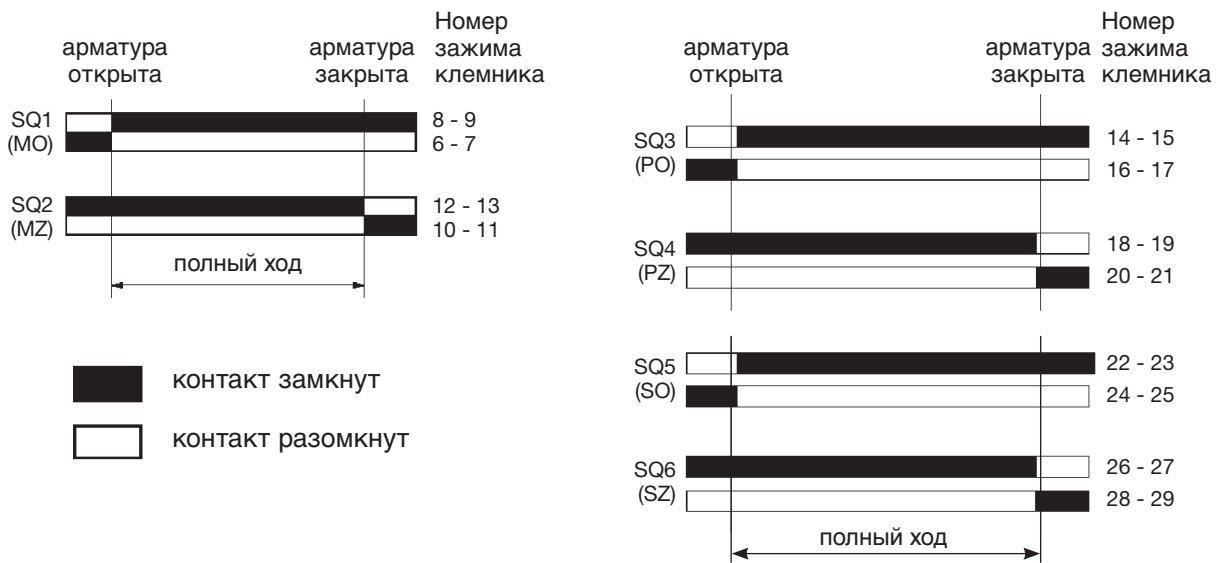 Номер
зажима
клемника
арматура
открыта
арматура
закрыта
SQ1
(MO)
8 - 9
6 - 7
SQ2
(MZ)
12 - 13
10 - 11
полный ход
контакт замкнут
контакт разомкнут
Номер
зажима
клемника
арматура
открыта
арматура
закрыта
SQ3
(PO)
14 - 15
16 - 17
SQ4
(PZ)
18 - 19
20 - 21
SQ5
(SO)
22 - 23
24 - 25
SQ6
(SZ)
26 - 27
28 - 29
полный ход